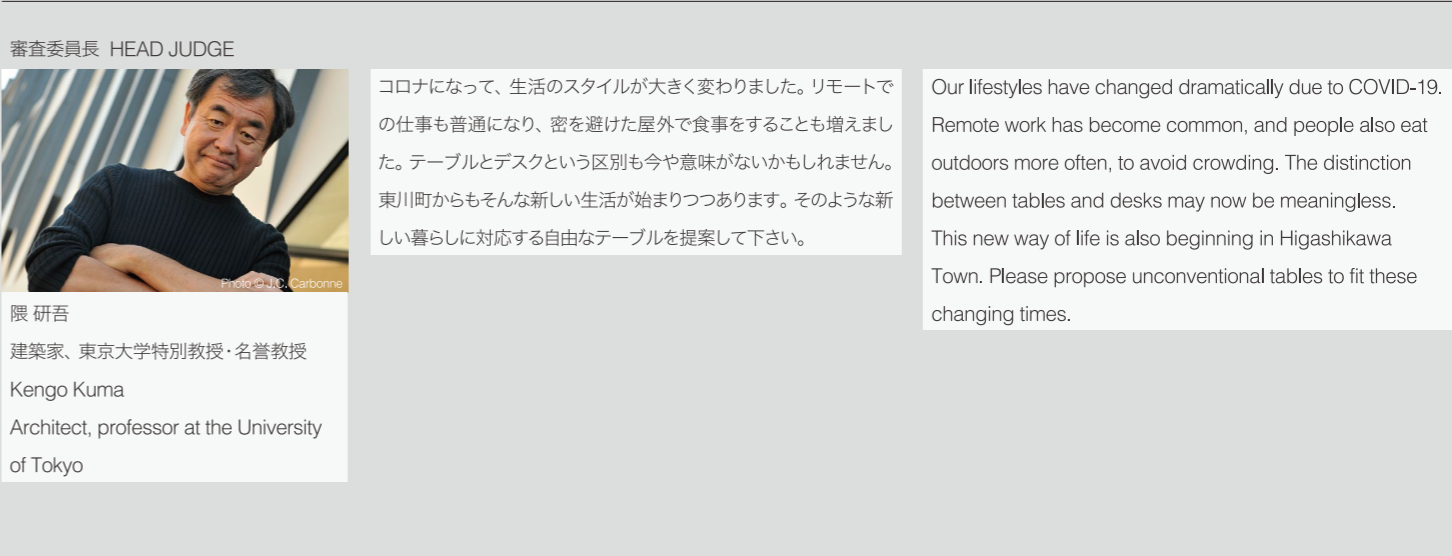 審査委員長 HEAD JUDGE
Photo © J.C. Carbonne
隈 研吾
建築家、東京大学特別教授・名誉教授
Kengo Kuma
Architect, professor at the University
of Tokyo
コロナになって、生活のスタイルが大きく変わりました。リモートで
の仕事も普通になり、密を避けた屋外で食事をすることも増えまし
た。テーブルとデスクという区別も今や意味がないかもしれません。
東川町からもそんな新しい生活が始まりつつあります。そのような新
しい暮らしに対応する自由なテーブルを提案して下さい。
Our lifestyles have changed dramatically due to COVID-19.
Remote work has become common, and people also eat
outdoors more often, to avoid crowding. The distinction
between tables and desks may now be meaningless.
This new way of life is also beginning in Higashikawa
Town. Please propose unconventional tables to fit these
changing times.